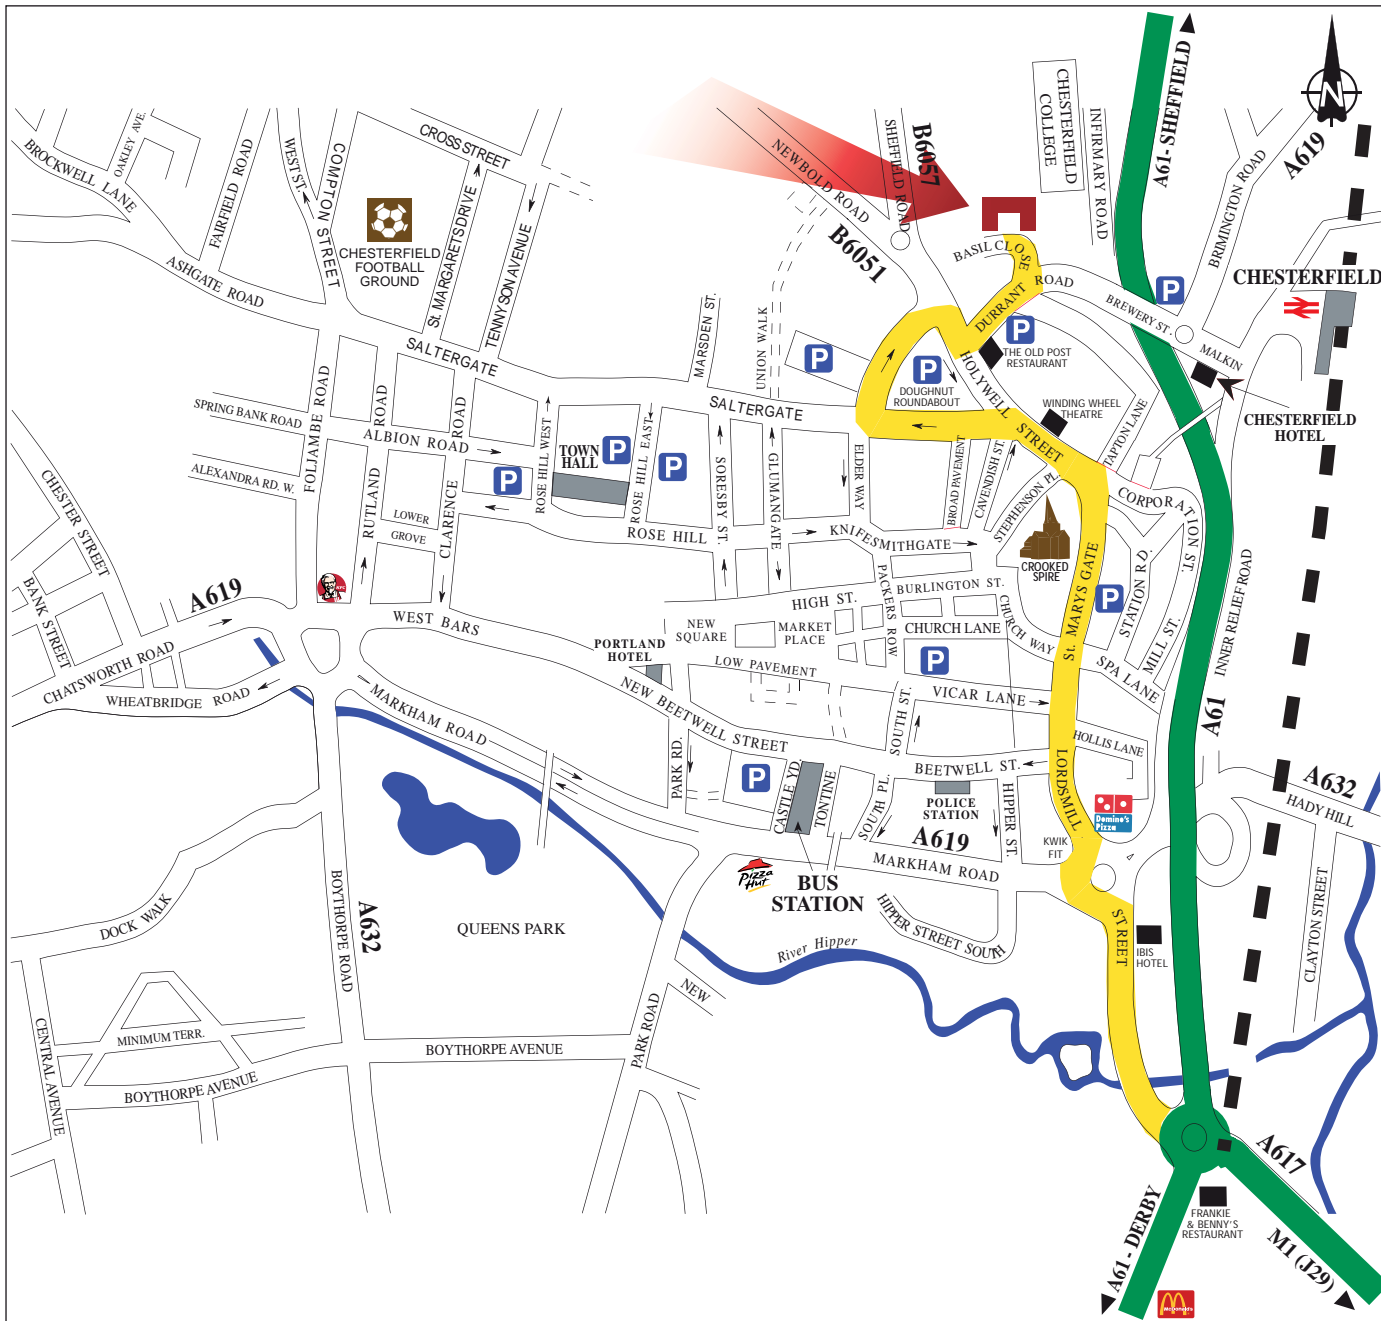 A61- SHEFFIELD
N
A619
CHESTERFIELD
COLLEGE
INFIRMARY ROAD
BRIMINGTON ROAD
B6057
SHEFFIELD ROAD
NEWBOLD ROAD
B6051
BASIL CLOSE
DURRANT ROAD
BREWERY ST.
P
MALKIN
CHESTERFIELD
CHESTERFIELD
HOTEL
BROCKWELL LANE
OAKLEY AVE.
FAIRFIELD ROAD
WEST ST.
COMPTON STREET
CROSS STREET
CHESTERFIELD
FOOTBALL
GROUND
St. MARGARETS DRIVE
TENNYSON AVENUE
ASHGATE ROAD
SALTERGATE
MARSDEN ST.
UNION WALK
P
P
DOUGHNUT
ROUNDABOUT
P
THE OLD POST
RESTAURANT
HOLYWELL STREET
WINDING WHEEL
THEATRE
TAPTON LANE
SALTERGATE
SPRING BANK ROAD
ALBION ROAD
ALEXANDRA RD. W.
FOLJAMBE ROAD
RUTLAND ROAD
CLARENCE ROAD
LOWER
GROVE
P
ROSE HILL WEST
TOWN
HALL
P
ROSE HILL EAST
P
ROSE HILL
SORESBY ST.
GLUMANGATE
ELDER WAY
BROAD PAVEMENT
CAVENDISH ST.
STEPHENSON PL.
KNIFESMITHGATE
CORPORATION ST.
CROOKED
SPIRE
St. MARYS GATE
P
STATION RD.
MILL ST.
SPA LANE
INNER RELIEF ROAD
A61
CHESTER STREET
BANK STREET
A619
CHATSWORTH ROAD
WHEATBRIDGE ROAD
KFC
WEST BARS
PORTLAND
HOTEL
NEW
SQUARE
MARKET
PLACE
HIGH ST.
PACKERS ROW
BURLINGTON ST.
CHURCH LANE
CHURCH WAY
P
LOW PAVEMENT
VICAR LANE
SOUTH ST.
NEW BEETWELL STREET
BEETWELL ST.
HOLLIS LANE
LORDSMILL STREET
MARKHAM ROAD
PARK RD.
P
CASTLE YD.
TONTINE
SOUTH PL.
POLICE
STATION
HIPPER ST.
A619
MARKHAM ROAD
KWIK
FIT
Domino's
Pizza
A632
HADY HILL
CLAYTON STREET
Pizza
Hut
BUS
STATION
HIPPER STREET SOUTH
River Hipper
IBIS
HOTEL
DOCK WALK
BOYTHORPE ROAD
A632
QUEENS PARK
CENTRAL AVENUE
MINIMUM TERR.
BOYTHORPE AVENUE
BOYTHORPE AVENUE
PARK ROAD
NEW
A617
M1 (J29)
A61 - DERBY
FRANKIE
& BENNY'S
RESTAURANT
McDonald's